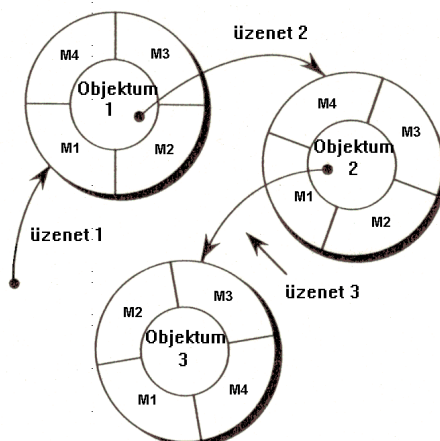 üzenet 2
M4
M3
Objektum
1
M1
M2
M4
M3
Objektum
2
M1
M2
üzenet 1
üzenet 3
M2
M3
Objektum
3
M1
M4